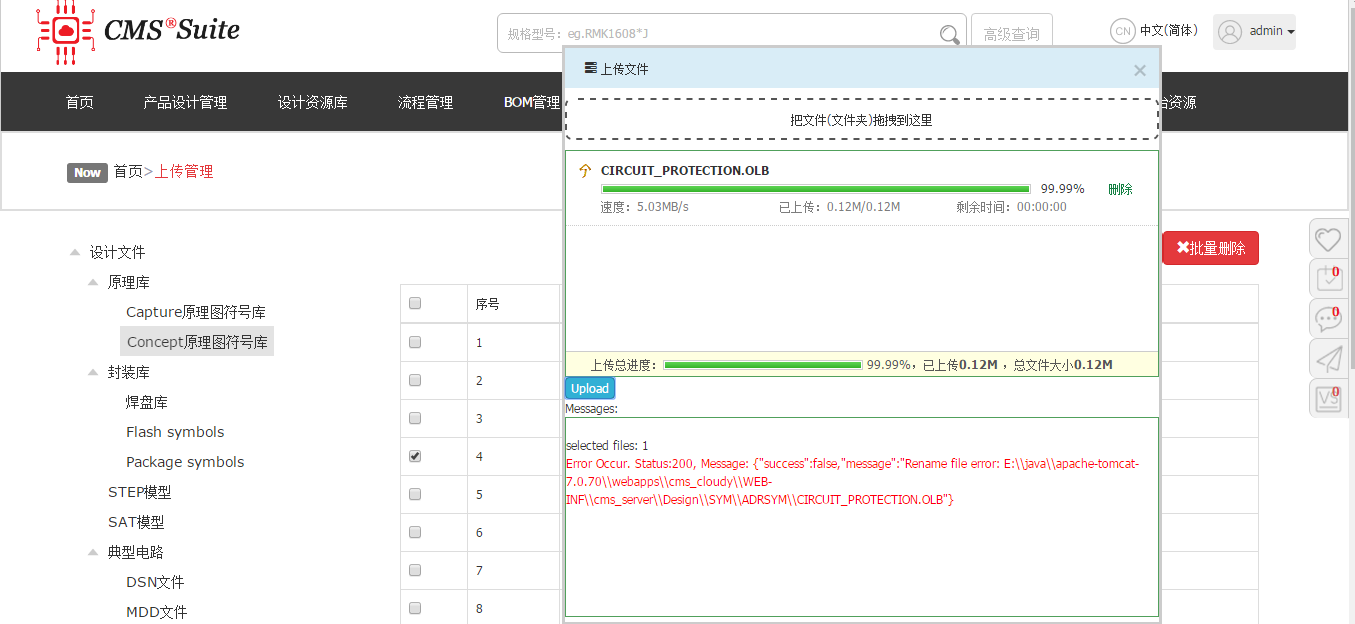 CMS®Suite
规格型号：eg.RMK1608*J
高级查询
CN 中文(简体)
admin
首页
产品设计管理
设计资源库
流程管理
BOM管理
台资源
Now 首页>上传管理
设计文件
原理库
Capture原理图符号库
Concept原理图符号库
封装库
焊盘库
Flash symbols
Package symbols
STEP模型
SAT模型
典型电路
DSN文件
MDD文件
批量删除
序号
1
2
3
4
5
6
7
8
上传文件
×
把文件(文件夹)拖拽到这里
CIRCUIT_PROTECTION.OLB
99.99%
删除
速度：5.03MB/s
已上传：0.12M/0.12M
剩余时间：00:00:00
上传总进度：
99.99%，已上传0.12M ，总文件大小0.12M
Upload
Messages:
selected files: 1
Error Occur. Status:200, Message: {"success":false,"message":"Rename file error: E:\\java\\apache-tomcat-
7.0.70\\webapps\\cms_cloudy\\WEB-
INF\\cms_server\\Design\\SYM\\ADRSYM\\CIRCUIT_PROTECTION.OLB"}
0
0
VS
0